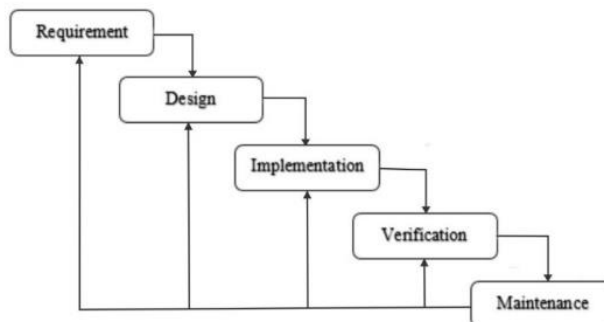 Requirement
Design
Implementation
Verification
Maintenance